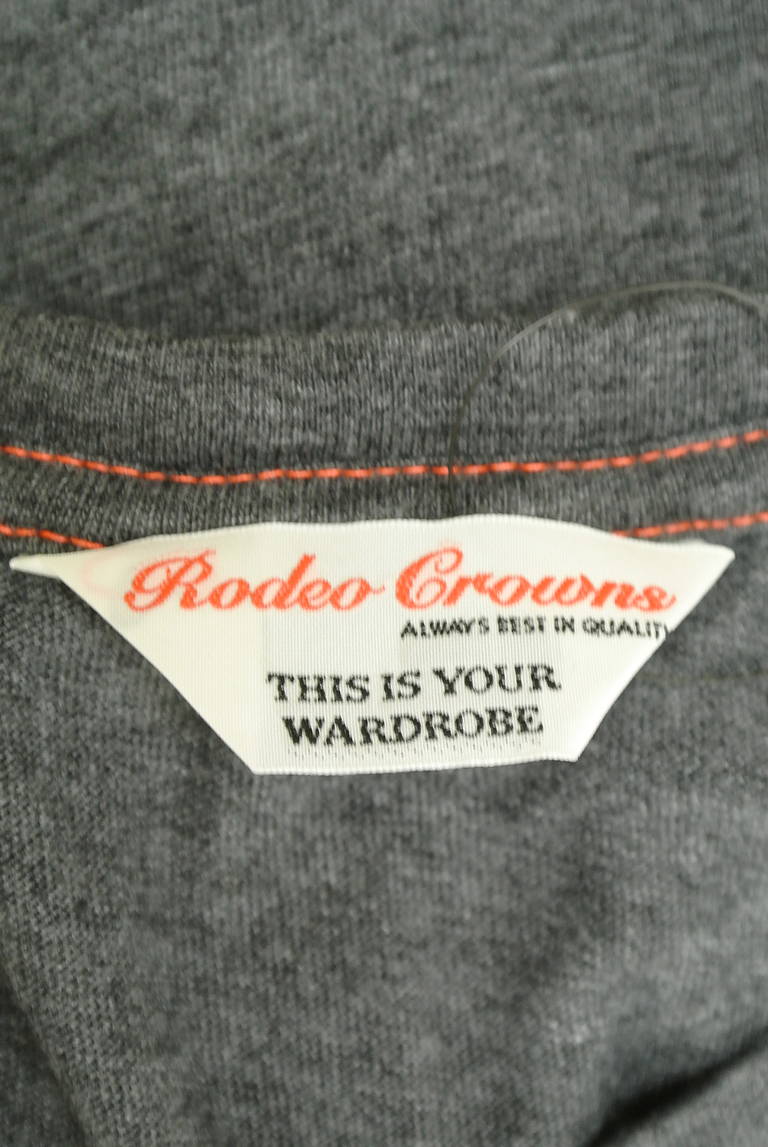 Rodeo Crowns
ALWAYS BEST IN QUALITY
THIS IS YOUR
WARDROBE